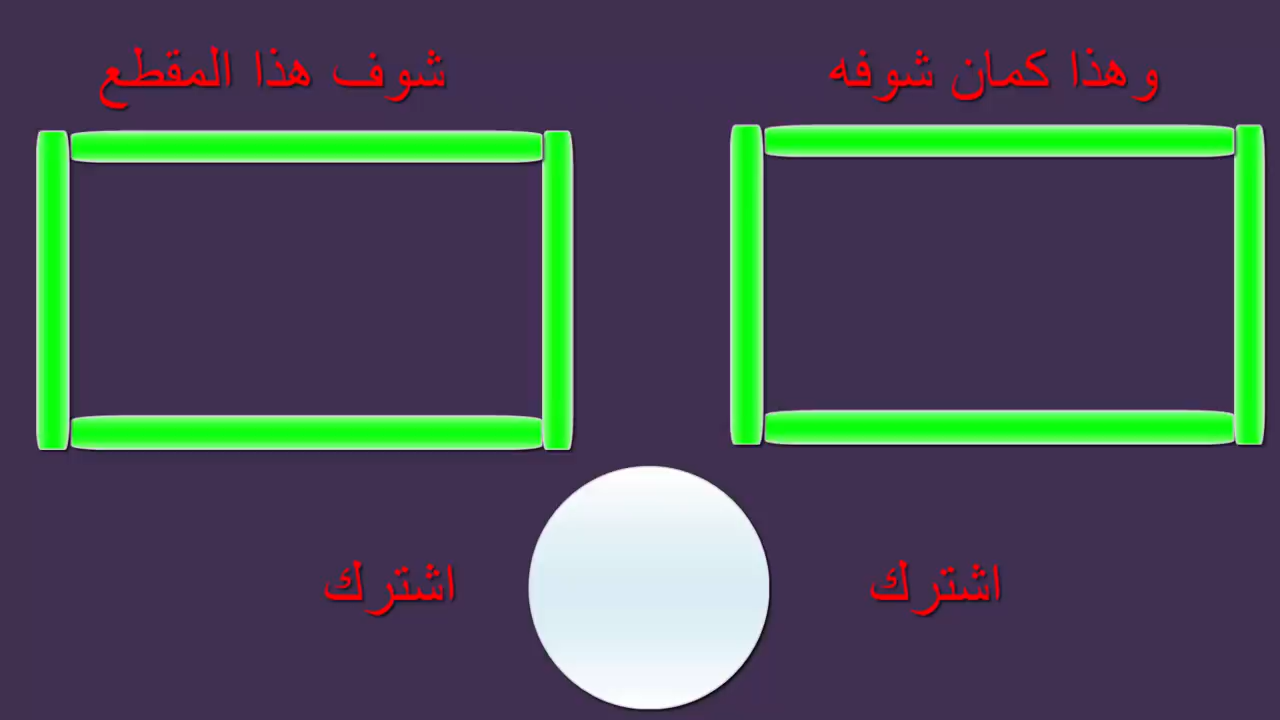 وهذا كمان شوفه
شوف هذا المقطع
اشترك
اشترك